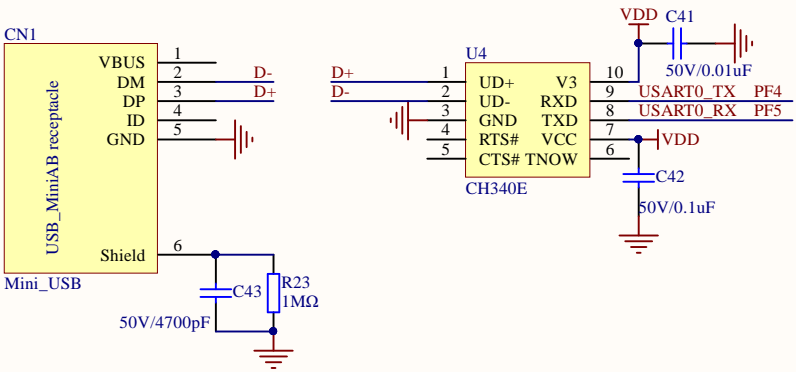 CN1
VBUS 1
DM 2 D-
DP 3 D+
ID 4
GND 5
USB_MiniAB receptacle
Shield 6
Mini_USB
C43
50V/4700pF
R23
1MΩ
U4
D+ 1 UD+ V3 10
D- 2 UD- RXD 9 USART0_TX PF4
3 GND TXD 8 USART0_RX PF5
4 RTS# VCC 7 VDD
5 CTS# TNOW 6
CH340E
VDD C41
50V/0.01uF
C42
50V/0.1uF